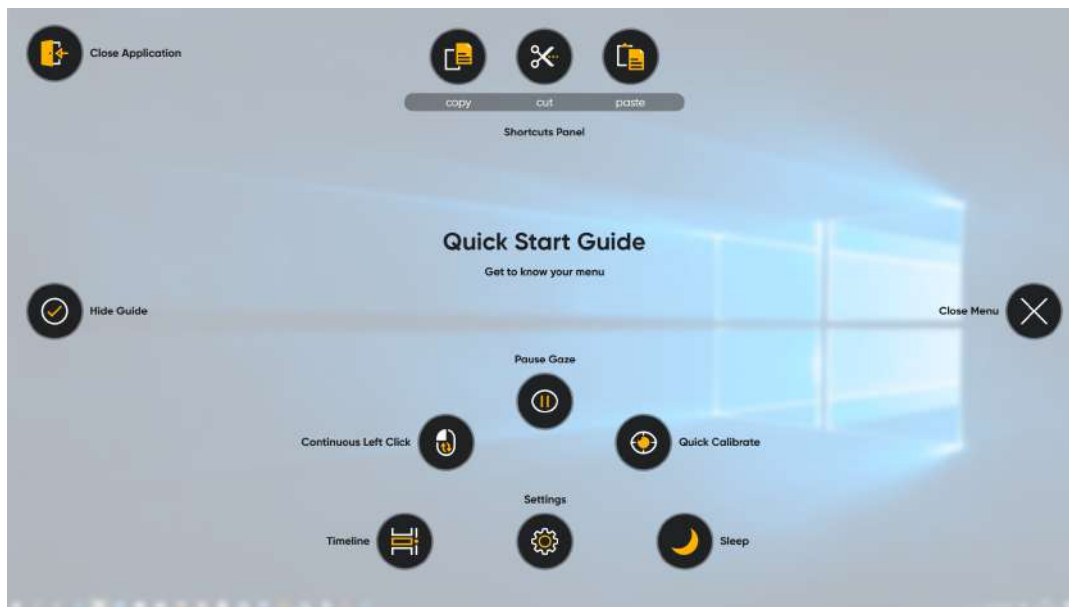 Close Application
copy cut paste
Shortcuts Panel
Quick Start Guide
Get to know your menu
Hide Guide
Close Menu
Pause Gaze
Continuous Left Click
Quick Calibrate
Settings
Timeline
Sleep